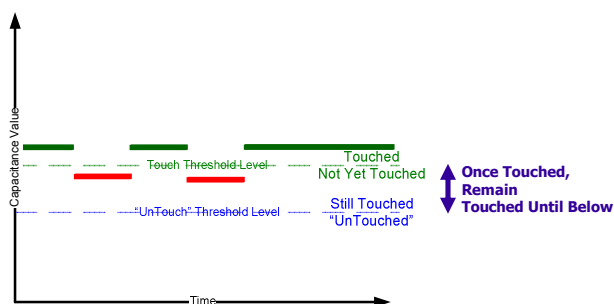 Capacitance Value
Touch Threshold Level
Touched
Not Yet Touched
Once Touched,
Remain
Touched Until Below
"UnTouch" Threshold Level
Still Touched
"UnTouched"
Time